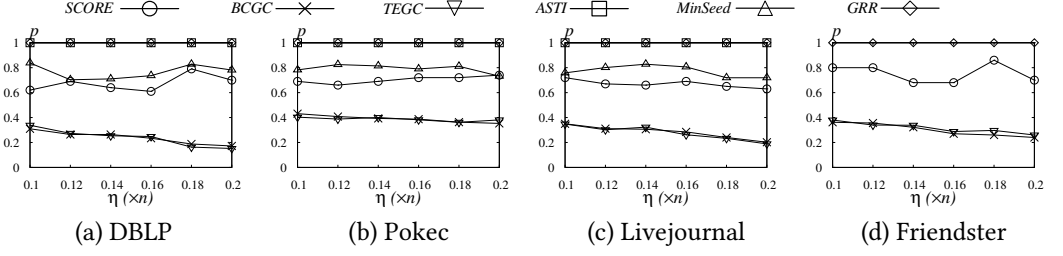 SCORE BCGC TEGC ASTI MinSeed GRR
p p p p
1 1 1 1
0.8 0.8 0.8 0.8
0.6 0.6 0.6 0.6
0.4 0.4 0.4 0.4
0.2 0.2 0.2 0.2
0 0 0 0
0.1 0.12 0.14 0.16 0.18 0.2 0.1 0.12 0.14 0.16 0.18 0.2 0.1 0.12 0.14 0.16 0.18 0.2 0.1 0.12 0.14 0.16 0.18 0.2
η (×n) η (×n) η (×n) η (×n)
(a) DBLP (b) Pokec (c) Livejournal (d) Friendster